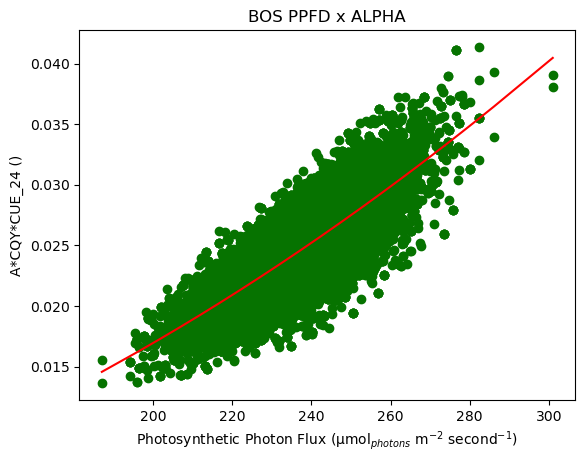 BOS PPFD x ALPHA
0.040
0.035
0.030
0.025
0.020
0.015
A*CQY*CUE_24 ()
200 220 240 260 280 300
Photosynthetic Photon Flux (μmol$_{photons}$ m$^{-2}$ second$^{-1}$)